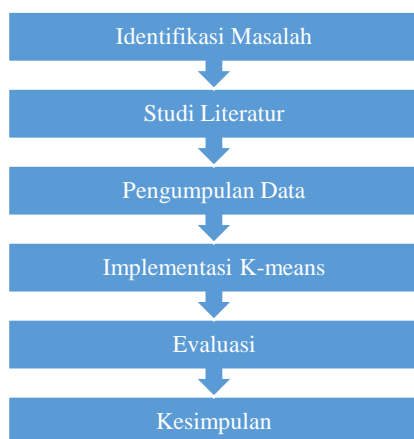 Identifikasi Masalah
Studi Literatur
Pengumpulan Data
Implementasi K-means
Evaluasi
Kesimpulan